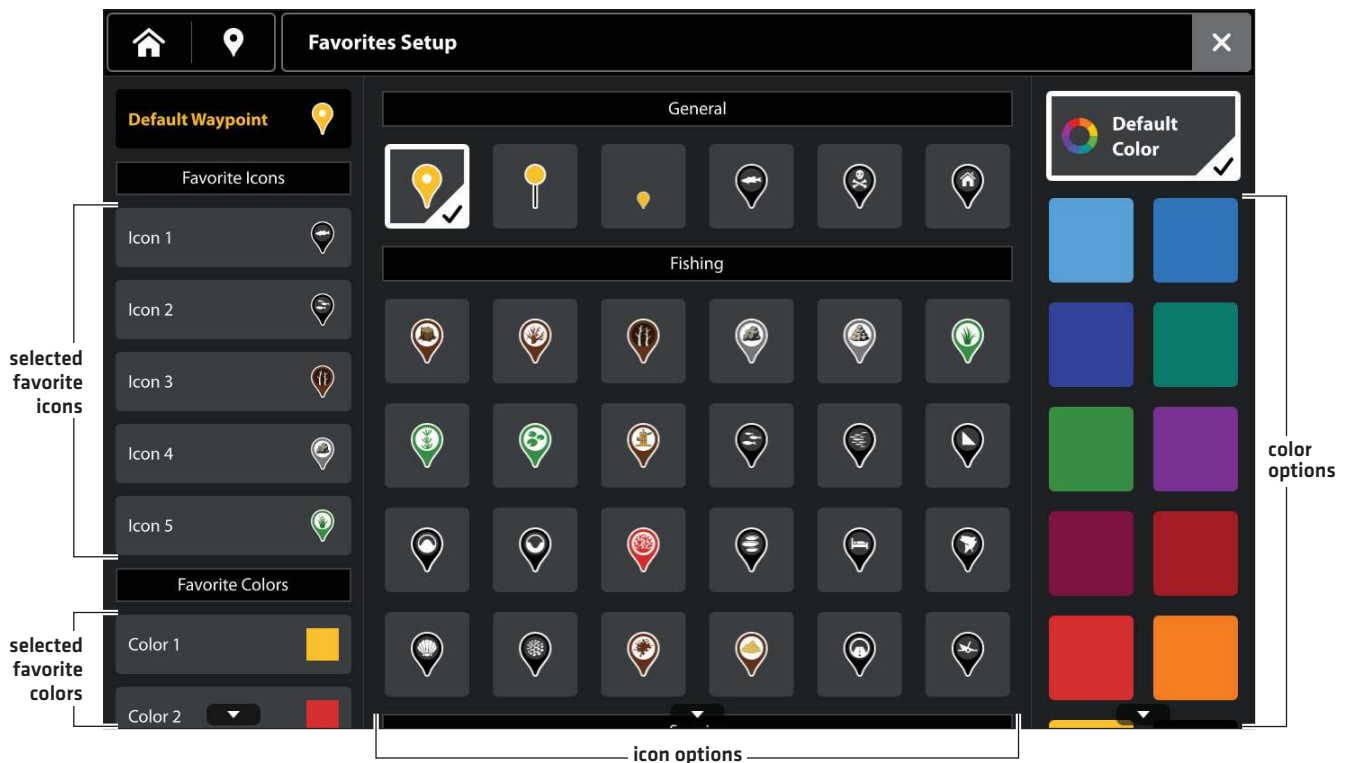 Favorites Setup
Default Waypoint
Favorite Icons
Icon 1
Icon 2
Icon 3
Icon 4
Icon 5
Favorite Colors
Color 1
Color 2
General
Fishing
Default
Color
selected
favorite
icons
selected
favorite
colors
color
options
icon options